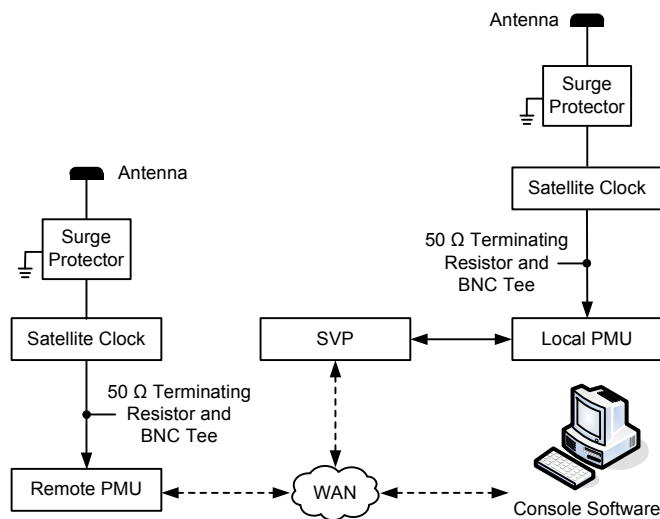 Antenna
Surge
Protector
Satellite Clock
50 Ω Terminating
Resistor and
BNC Tee
Local PMU
Antenna
Surge
Protector
Satellite Clock
50 Ω Terminating
Resistor and
BNC Tee
Remote PMU
SVP
WAN
Console Software